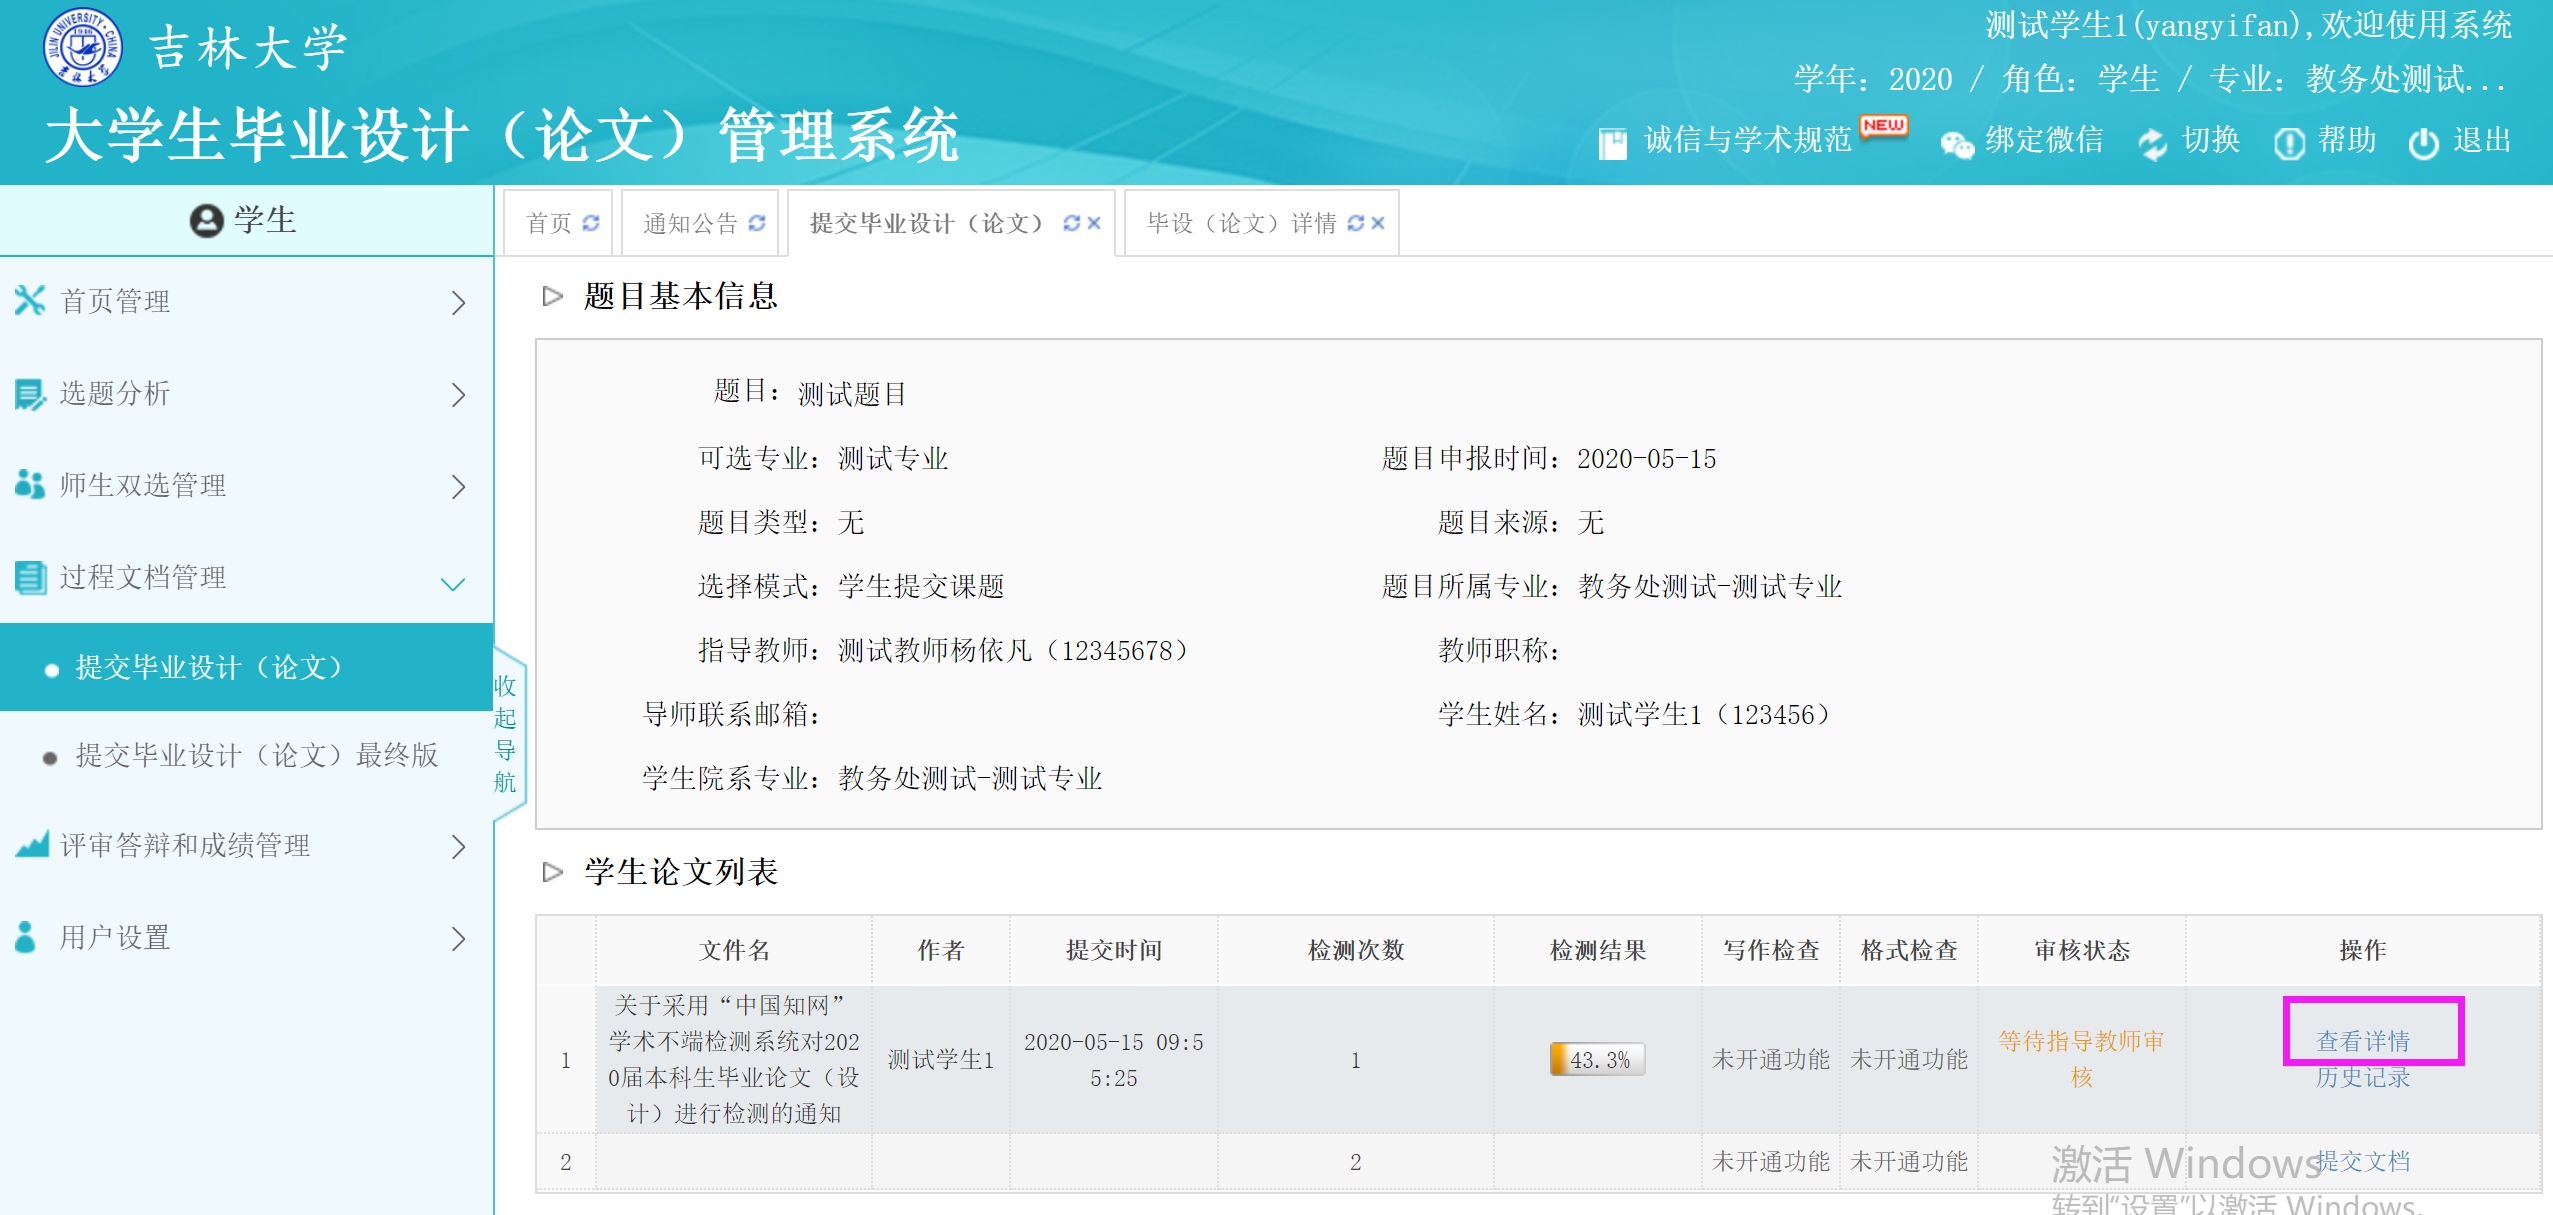 吉林大学
大学生毕业设计（论文）管理系统
测试学生1(yangyifan),欢迎使用系统
学年：2020 / 角色：学生 / 专业：教务处测试...
诚信与学术规范 NEW 绑定微信 切换 帮助 退出
学生
首页 通知公告 提交毕业设计（论文） 毕设（论文）详情
首页管理
选题分析
师生双选管理
过程文档管理
提交毕业设计（论文）
提交毕业设计（论文）最终版
评审答辩和成绩管理
用户设置
收起导航
题目基本信息
题目：测试题目
可选专业：测试专业 题目申报时间：2020-05-15
题目类型：无 题目来源：无
选择模式：学生提交课题 题目所属专业：教务处测试-测试专业
指导教师：测试教师杨依凡（12345678） 教师职称：
导师联系邮箱： 学生姓名：测试学生1（123456）
学生院系专业：教务处测试-测试专业
学生论文列表
文件名 作者 提交时间 检测次数 检测结果 写作检查 格式检查 审核状态 操作
1 关于采用“中国知网”学术不端检测系统对2020届本科生毕业论文（设计）进行检测的通知 测试学生1 2020-05-15 09:55:25 1 43.3% 未开通功能 未开通功能 等待指导教师审核 查看详情 历史记录
2 2 未开通功能 未开通功能 提交文档
激活 Windows
转到“设置”以激活 Windows。